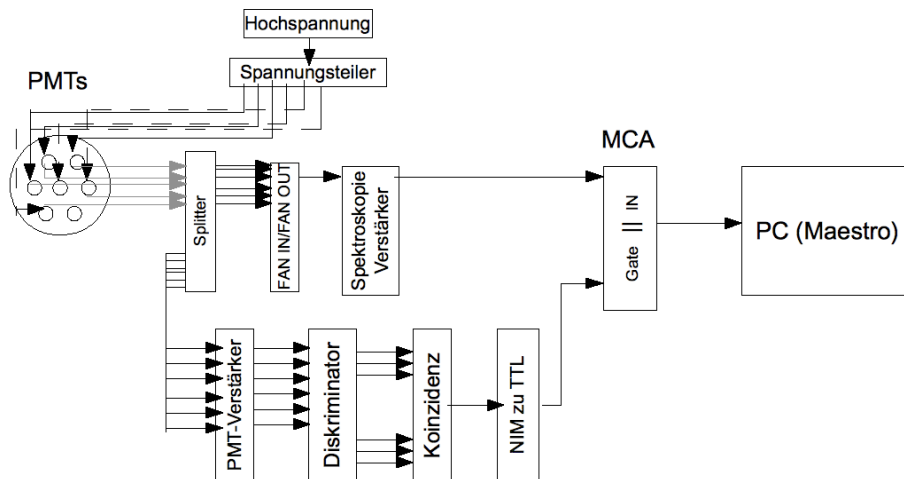 Hochspannung
Spannungsteiler
PMTs
MCA
Splitter
FAN IN/FAN OUT
Spektroskopie
Verstärker
Gate || IN
PC (Maestro)
PMT-Verstärker
Diskriminator
Koinzidenz
NIM zu TTL